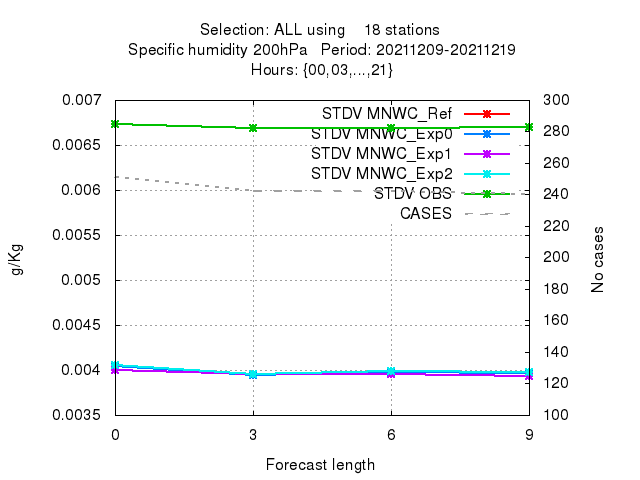 Selection: ALL using 18 stations
Specific humidity 200hPa Period: 20211209-20211219
Hours: {00,03,...,21}
0.007
0.0065
0.006
0.0055
0.005
0.0045
0.004
0.0035
300
280
260
240
220
200
180
160
140
120
100
STDV MNWC_Ref
STDV MNWC_Exp0
STDV MNWC_Exp1
STDV MNWC_Exp2
STDV OBS
CASES
g/Kg
No cases
0 3 6 9
Forecast length